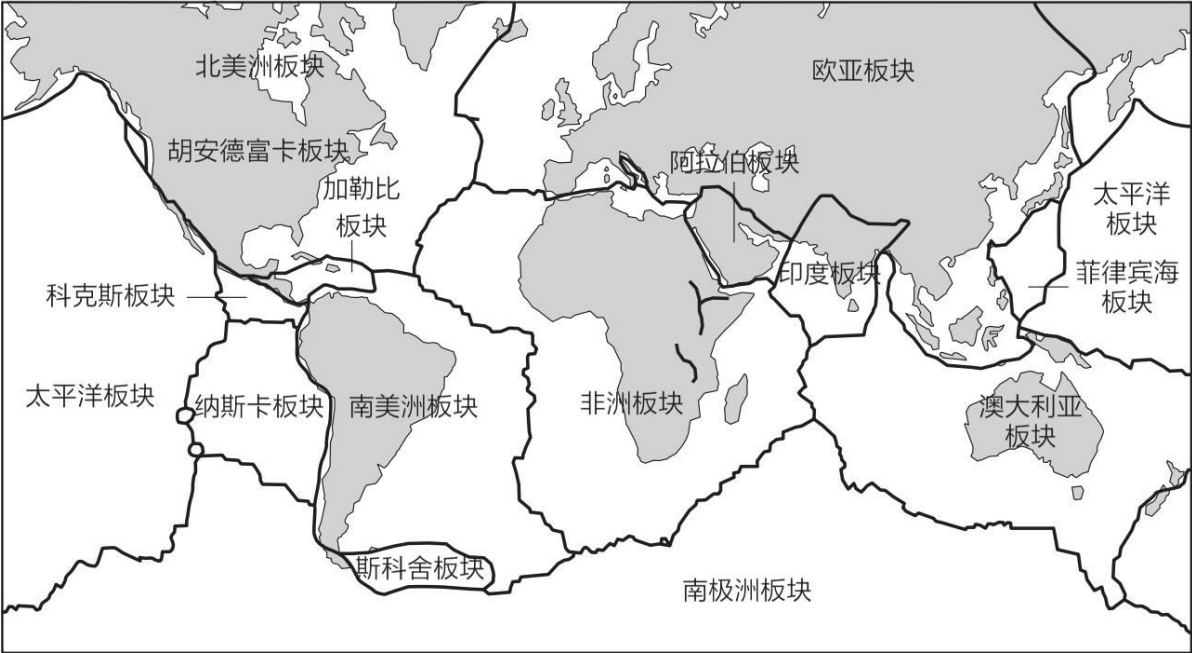 北美洲板块
欧亚板块
胡安德富卡板块
阿拉伯板块
加勒比
板块
太平洋
板块
科克斯板块
印度板块
菲律宾海
板块
太平洋板块
纳斯卡板块
南美洲板块
非洲板块
澳大利亚
板块
斯科舍板块
南极洲板块